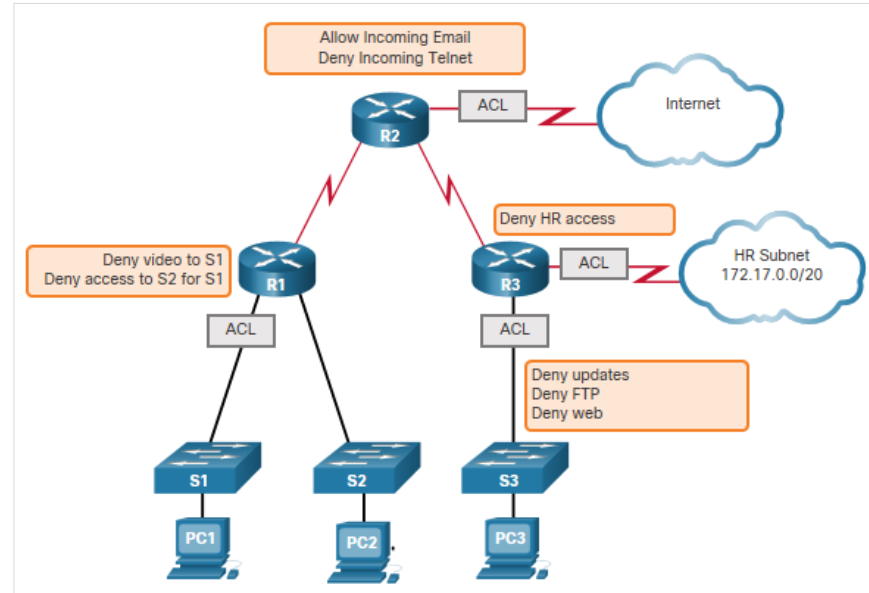 Allow Incoming Email
Deny Incoming Telnet
ACL
Internet
R2
Deny HR access
Deny video to S1
Deny access to S2 for S1
R1
R3
ACL
HR Subnet
172.17.0.0/20
ACL
ACL
Deny updates
Deny FTP
Deny web
S1
S2
S3
PC1
PC2
PC3